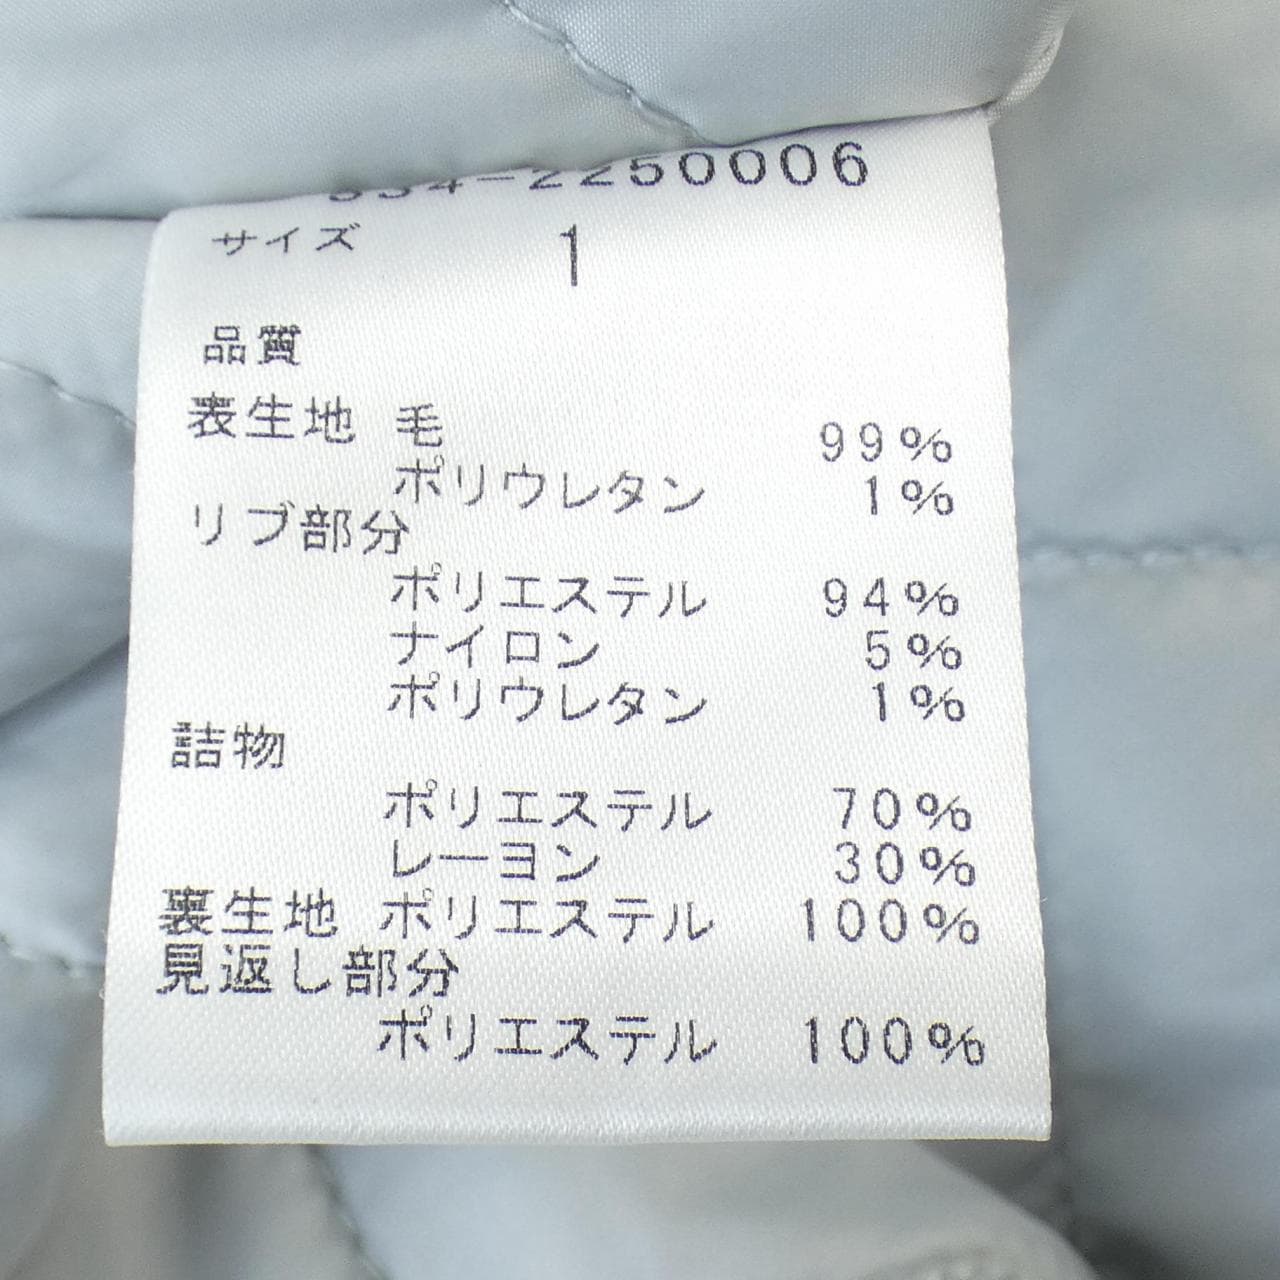 34-2250006
サイズ 1
品質
表生地 毛 99%
ポリウレタン 1%
リブ部分
ポリエステル 94%
ナイロン 5%
ポリウレタン 1%
詰物
ポリエステル 70%
レーヨン 30%
裏生地 ポリエステル 100%
見返し部分
ポリエステル 100%